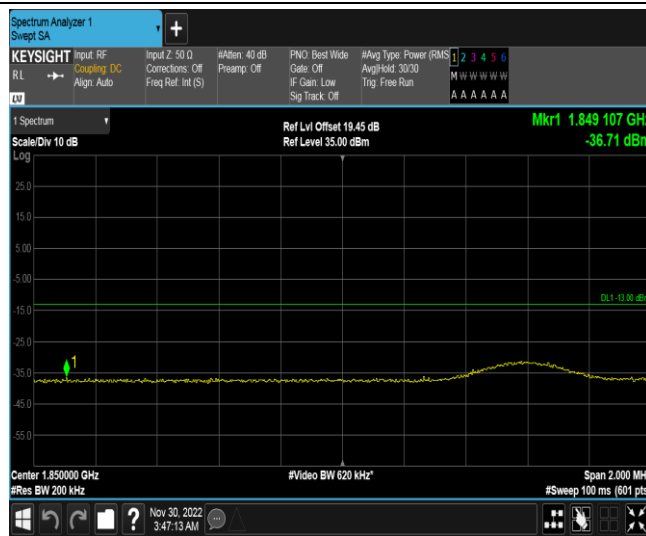 Spectrum Analyzer 1
Swept SA
+
KEYSIGHT Input: RF Input Z: 50 Ω #Atten: 40 dB PNO: Best Wide #Avg Type: Power (RMS 1 2 3 4 5 6
RL Coupling: DC Corrections: Off Preamp: Off Gate: Off Avg|Hold: 30/30 M W W W W W
Align: Auto Freq Ref: Int (S) IF Gain: Low Trig: Free Run
LXI Sig Track: Off A A A A A A
1 Spectrum Ref Lvl Offset 19.45 dB Mkr1 1.849 107 GHz
Scale/Div 10 dB Ref Level 35.00 dBm -36.71 dBm
Log
25.0
15.0
5.00
-5.00
DL1 -13.00 dBm
-15.0
-25.0
1
-35.0
-45.0
-55.0
Center 1.850000 GHz #Video BW 620 kHz* Span 2.000 MH
#Res BW 200 kHz #Sweep 100 ms (601 pts
? Nov 30, 2022
3:47:13 AM